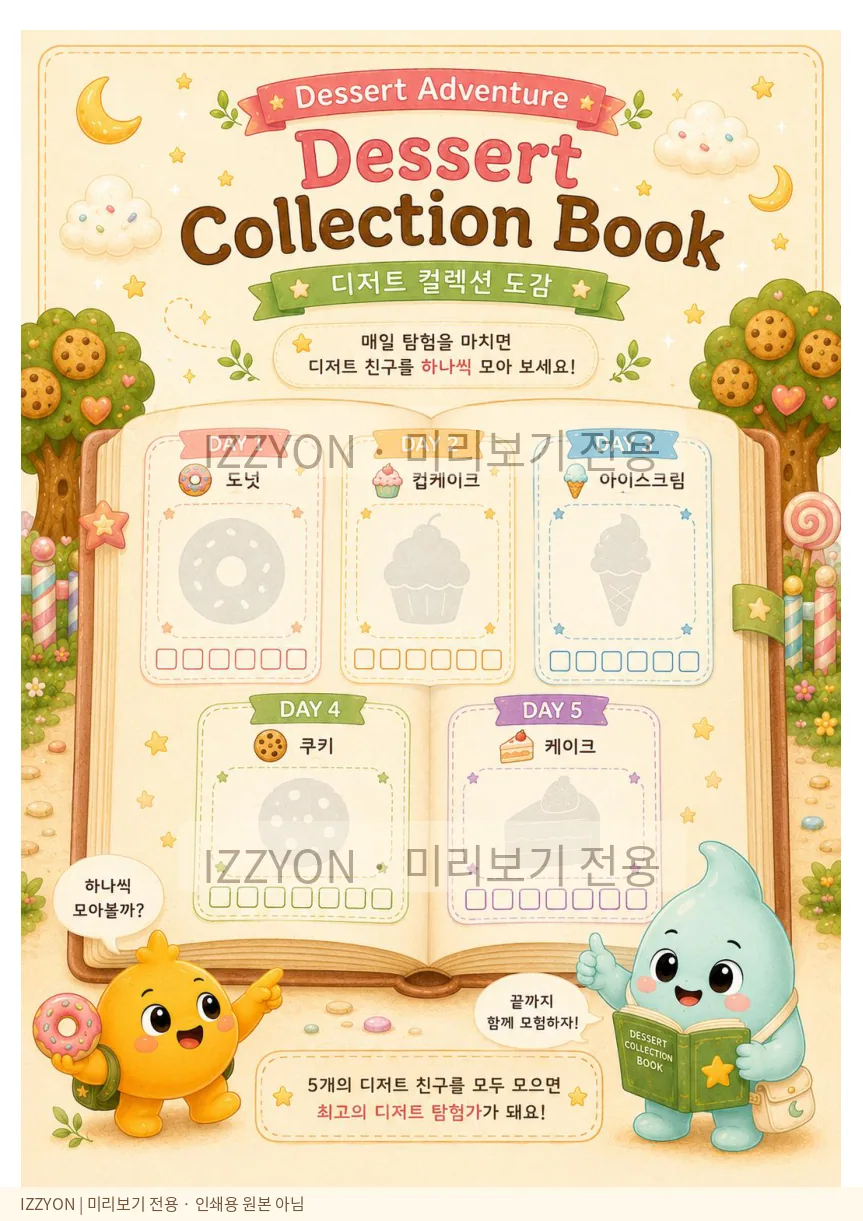 Dessert Adventure
Dessert
Collection Book
디저트 컬렉션 도감
매일 탐험을 마치면
디저트 친구를 하나씩 모아 보세요!
DAY 1
DAY 2
DAY 3
IZZYON 미리보기 전용
도넛
컵케이크
아이스크림
DAY 4
DAY 5
쿠키
케이크
IZZYON 미리보기 전용
하나씩
모아볼까?
끝까지
함께 모험하자!
DESSERT
COLLECTION
BOOK
5개의 디저트 친구를 모두 모으면
최고의 디저트 탐험가가 돼요!
IZZYON | 미리보기 전용 · 인쇄용 원본 아님